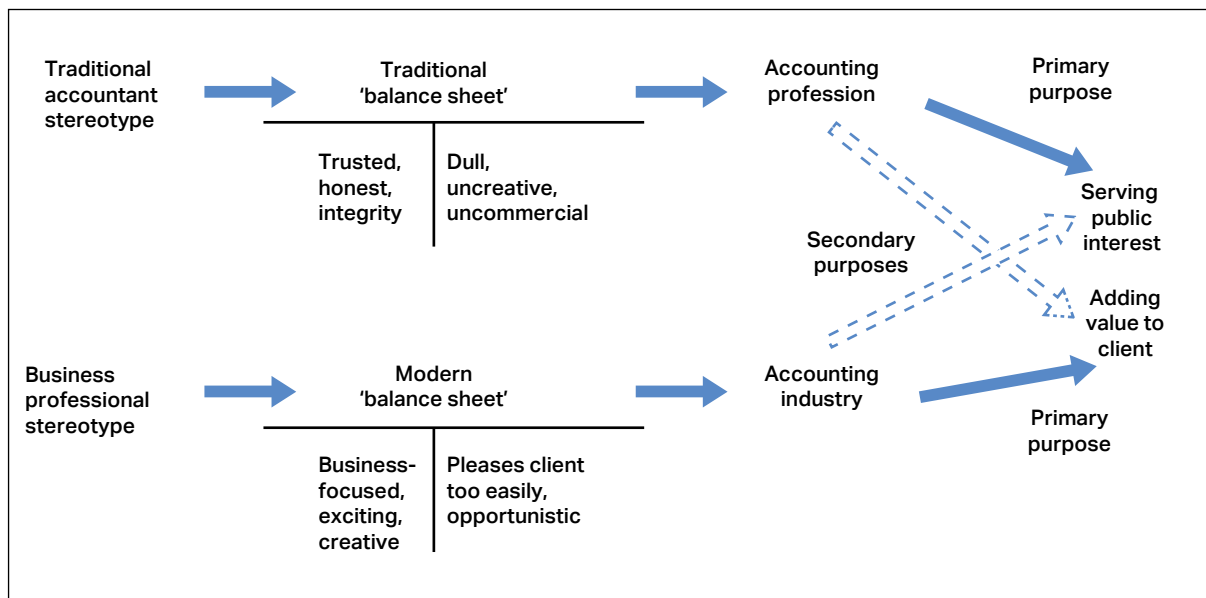 Traditional
accountant
stereotype
Traditional
‘balance sheet’
Trusted,
honest,
integrity
Dull,
uncreative,
uncommercial
Accounting
profession
Primary
purpose
Serving
public
interest
Secondary
purposes
Adding
value to
client
Business
professional
stereotype
Modern
‘balance sheet’
Business-
focused,
exciting,
creative
Pleases client
too easily,
opportunistic
Accounting
industry
Primary
purpose